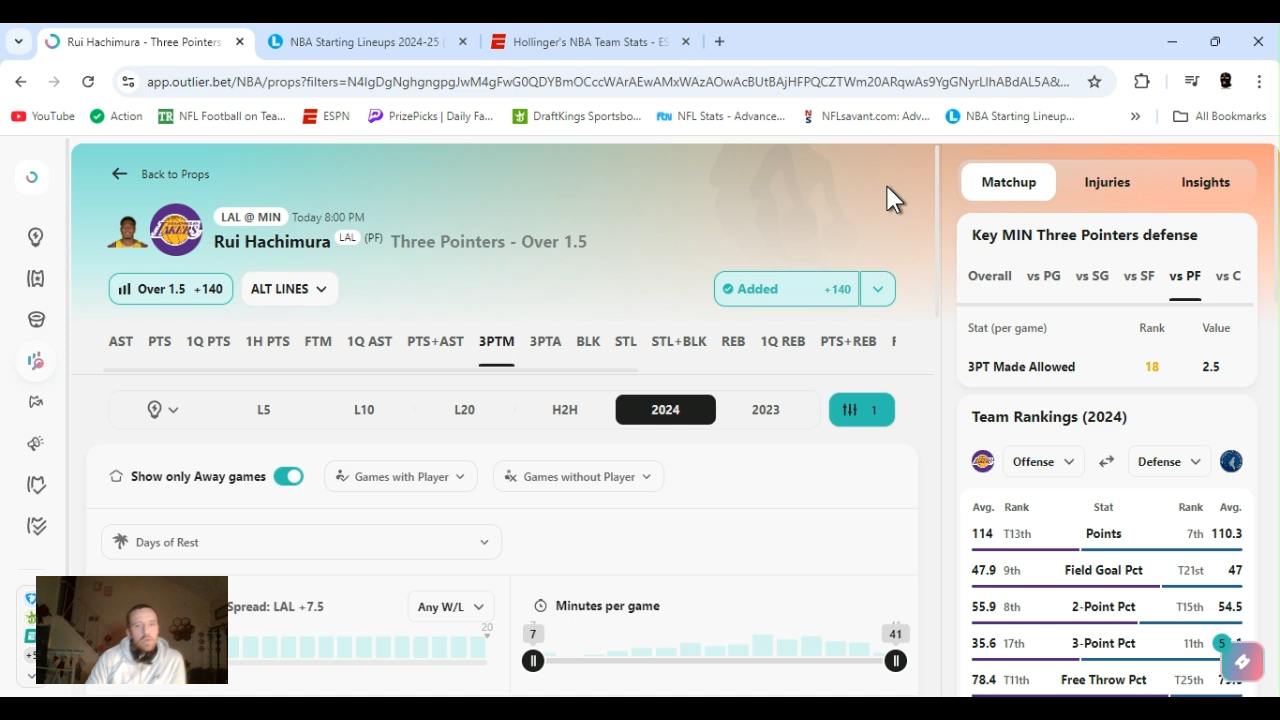 Rui Hachimura - Three Pointers
NBA Starting Lineups 2024-25 (
Hollinger's NBA Team Stats - ES
app.outlier.bet/NBA/props?filters=N4IgDgNghgngpgJwM4gFwG0QDYBmOCccWArAEwAMxWAzAOwAcBUtBAjHFPQCZTWm20ARqwAs9YgGNyrLIhABdAL5A&...
YouTube Action NFL Football on Tea... ESPN PrizePicks | Daily Fa... DraftKings Sportsbo... NFL Stats - Advance... NFLsavant.com: Adv... NBA Starting Lineup... » All Bookmarks
Back to Props
LAL @ MIN Today 8:00 PM
Rui Hachimura LAL (PF) Three Pointers - Over 1.5
Over 1.5 +140 ALT LINES Added +140
AST PTS 1Q PTS 1H PTS FTM 1Q AST PTS+AST 3PTM 3PTA BLK STL STL+BLK REB 1Q REB PTS+REB
L5 L10 L20 H2H 2024 2023 1
Show only Away games Games with Player Games without Player
Days of Rest
Spread: LAL +7.5 Any W/L
20
Minutes per game
7 41
Matchup Injuries Insights
Key MIN Three Pointers defense
Overall vs PG vs SG vs SF vs PF vs C
Stat (per game) Rank Value
3PT Made Allowed 18 2.5
Team Rankings (2024)
Offense Defense
Avg. Rank Stat Rank Avg.
114 T13th Points 7th 110.3
47.9 9th Field Goal Pct T21st 47
55.9 8th 2-Point Pct T15th 54.5
35.6 17th 3-Point Pct 11th
78.4 T11th Free Throw Pct T25th